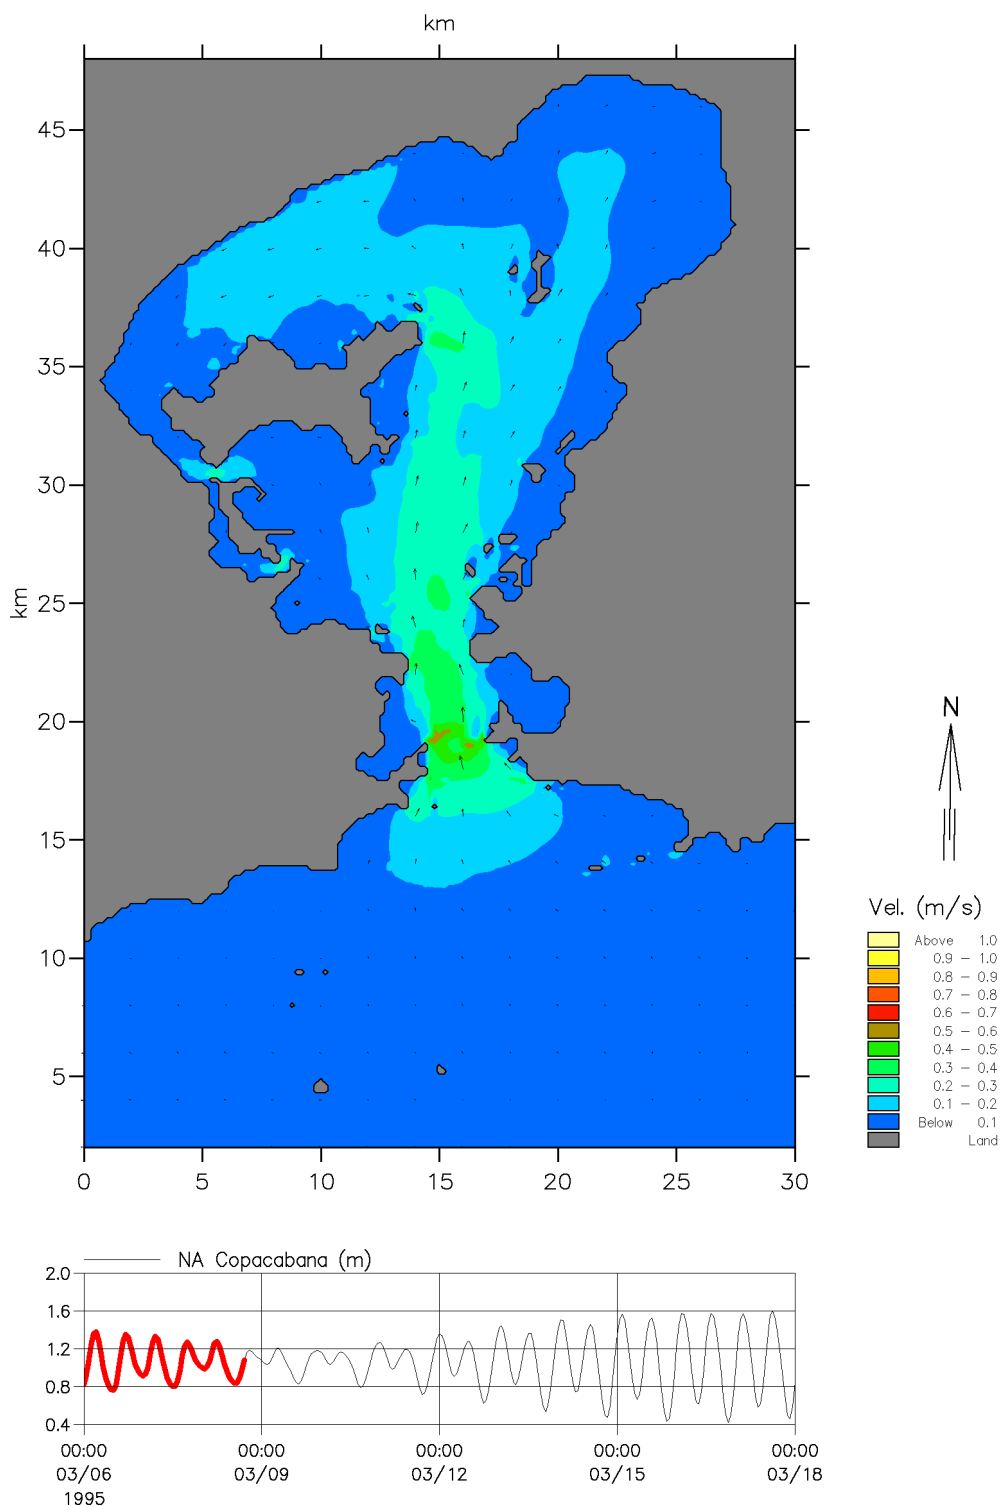 km
45
40
35
30
25
20
15
10
5
km
0 5 10 15 20 25 30
N
Vel. (m/s)
Above 1.0
0.9 - 1.0
0.8 - 0.9
0.7 - 0.8
0.6 - 0.7
0.5 - 0.6
0.4 - 0.5
0.3 - 0.4
0.2 - 0.3
0.1 - 0.2
Below 0.1
Land
NA Copacabana (m)
2.0
1.6
1.2
0.8
0.4
00:00 00:00 00:00 00:00 00:00
03/06 03/09 03/12 03/15 03/18
1995